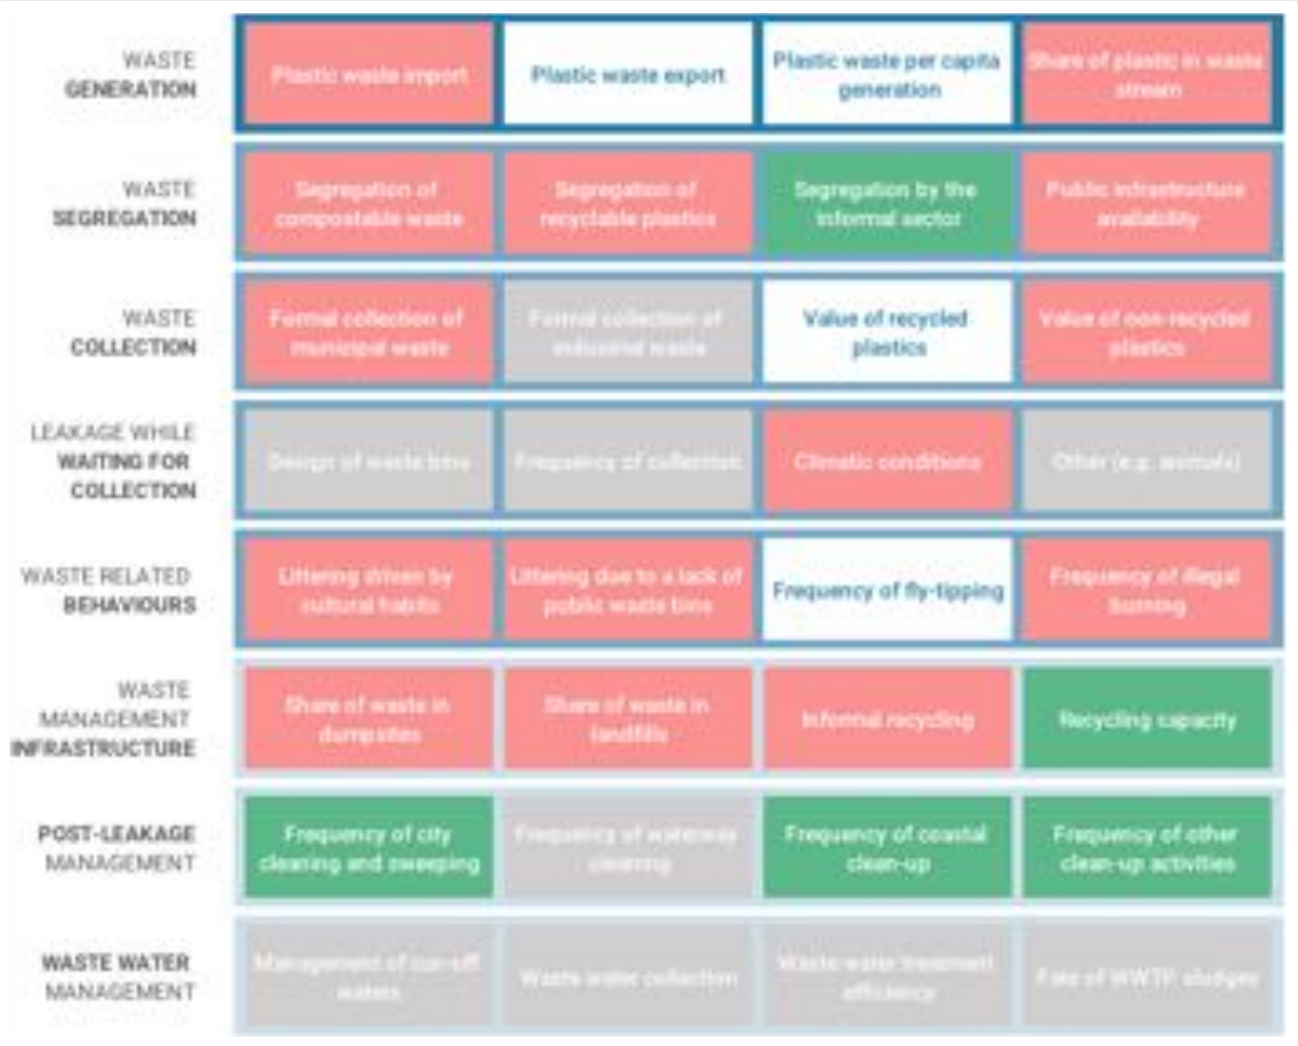 WASTE
GENERATION
Plastic waste import
Plastic waste export
Plastic waste per capita
generation
Share of plastic in waste
stream
WASTE
SEGREGATION
Segregation of
compostable waste
Segregation of
recyclable plastics
Segregation by the
informal sector
Public infrastructure
availability
WASTE
COLLECTION
Formal collection of
municipal waste
Formal collection of
industrial waste
Value of recycled
plastics
Value of non-recycled
plastics
LEAKAGE WHILE
WAITING FOR
COLLECTION
Design of waste bins
Frequency of collection
Climatic conditions
Other (e.g. animals)
WASTE RELATED
BEHAVIOURS
Littering driven by
cultural habits
Littering due to a lack of
public waste bins
Frequency of fly-tipping
Frequency of illegal
burning
WASTE
MANAGEMENT
INFRASTRUCTURE
Share of waste in
dumpsites
Share of waste in
landfills
Informal recycling
Recycling capacity
POST-LEAKAGE
MANAGEMENT
Frequency of city
cleaning and sweeping
Frequency of waterway
cleaning
Frequency of coastal
clean-up
Frequency of other
clean-up activities
WASTE WATER
MANAGEMENT
Management of run-off
waters
Waste water collection
Waste water treatment
efficiency
Fate of WWTP sludges